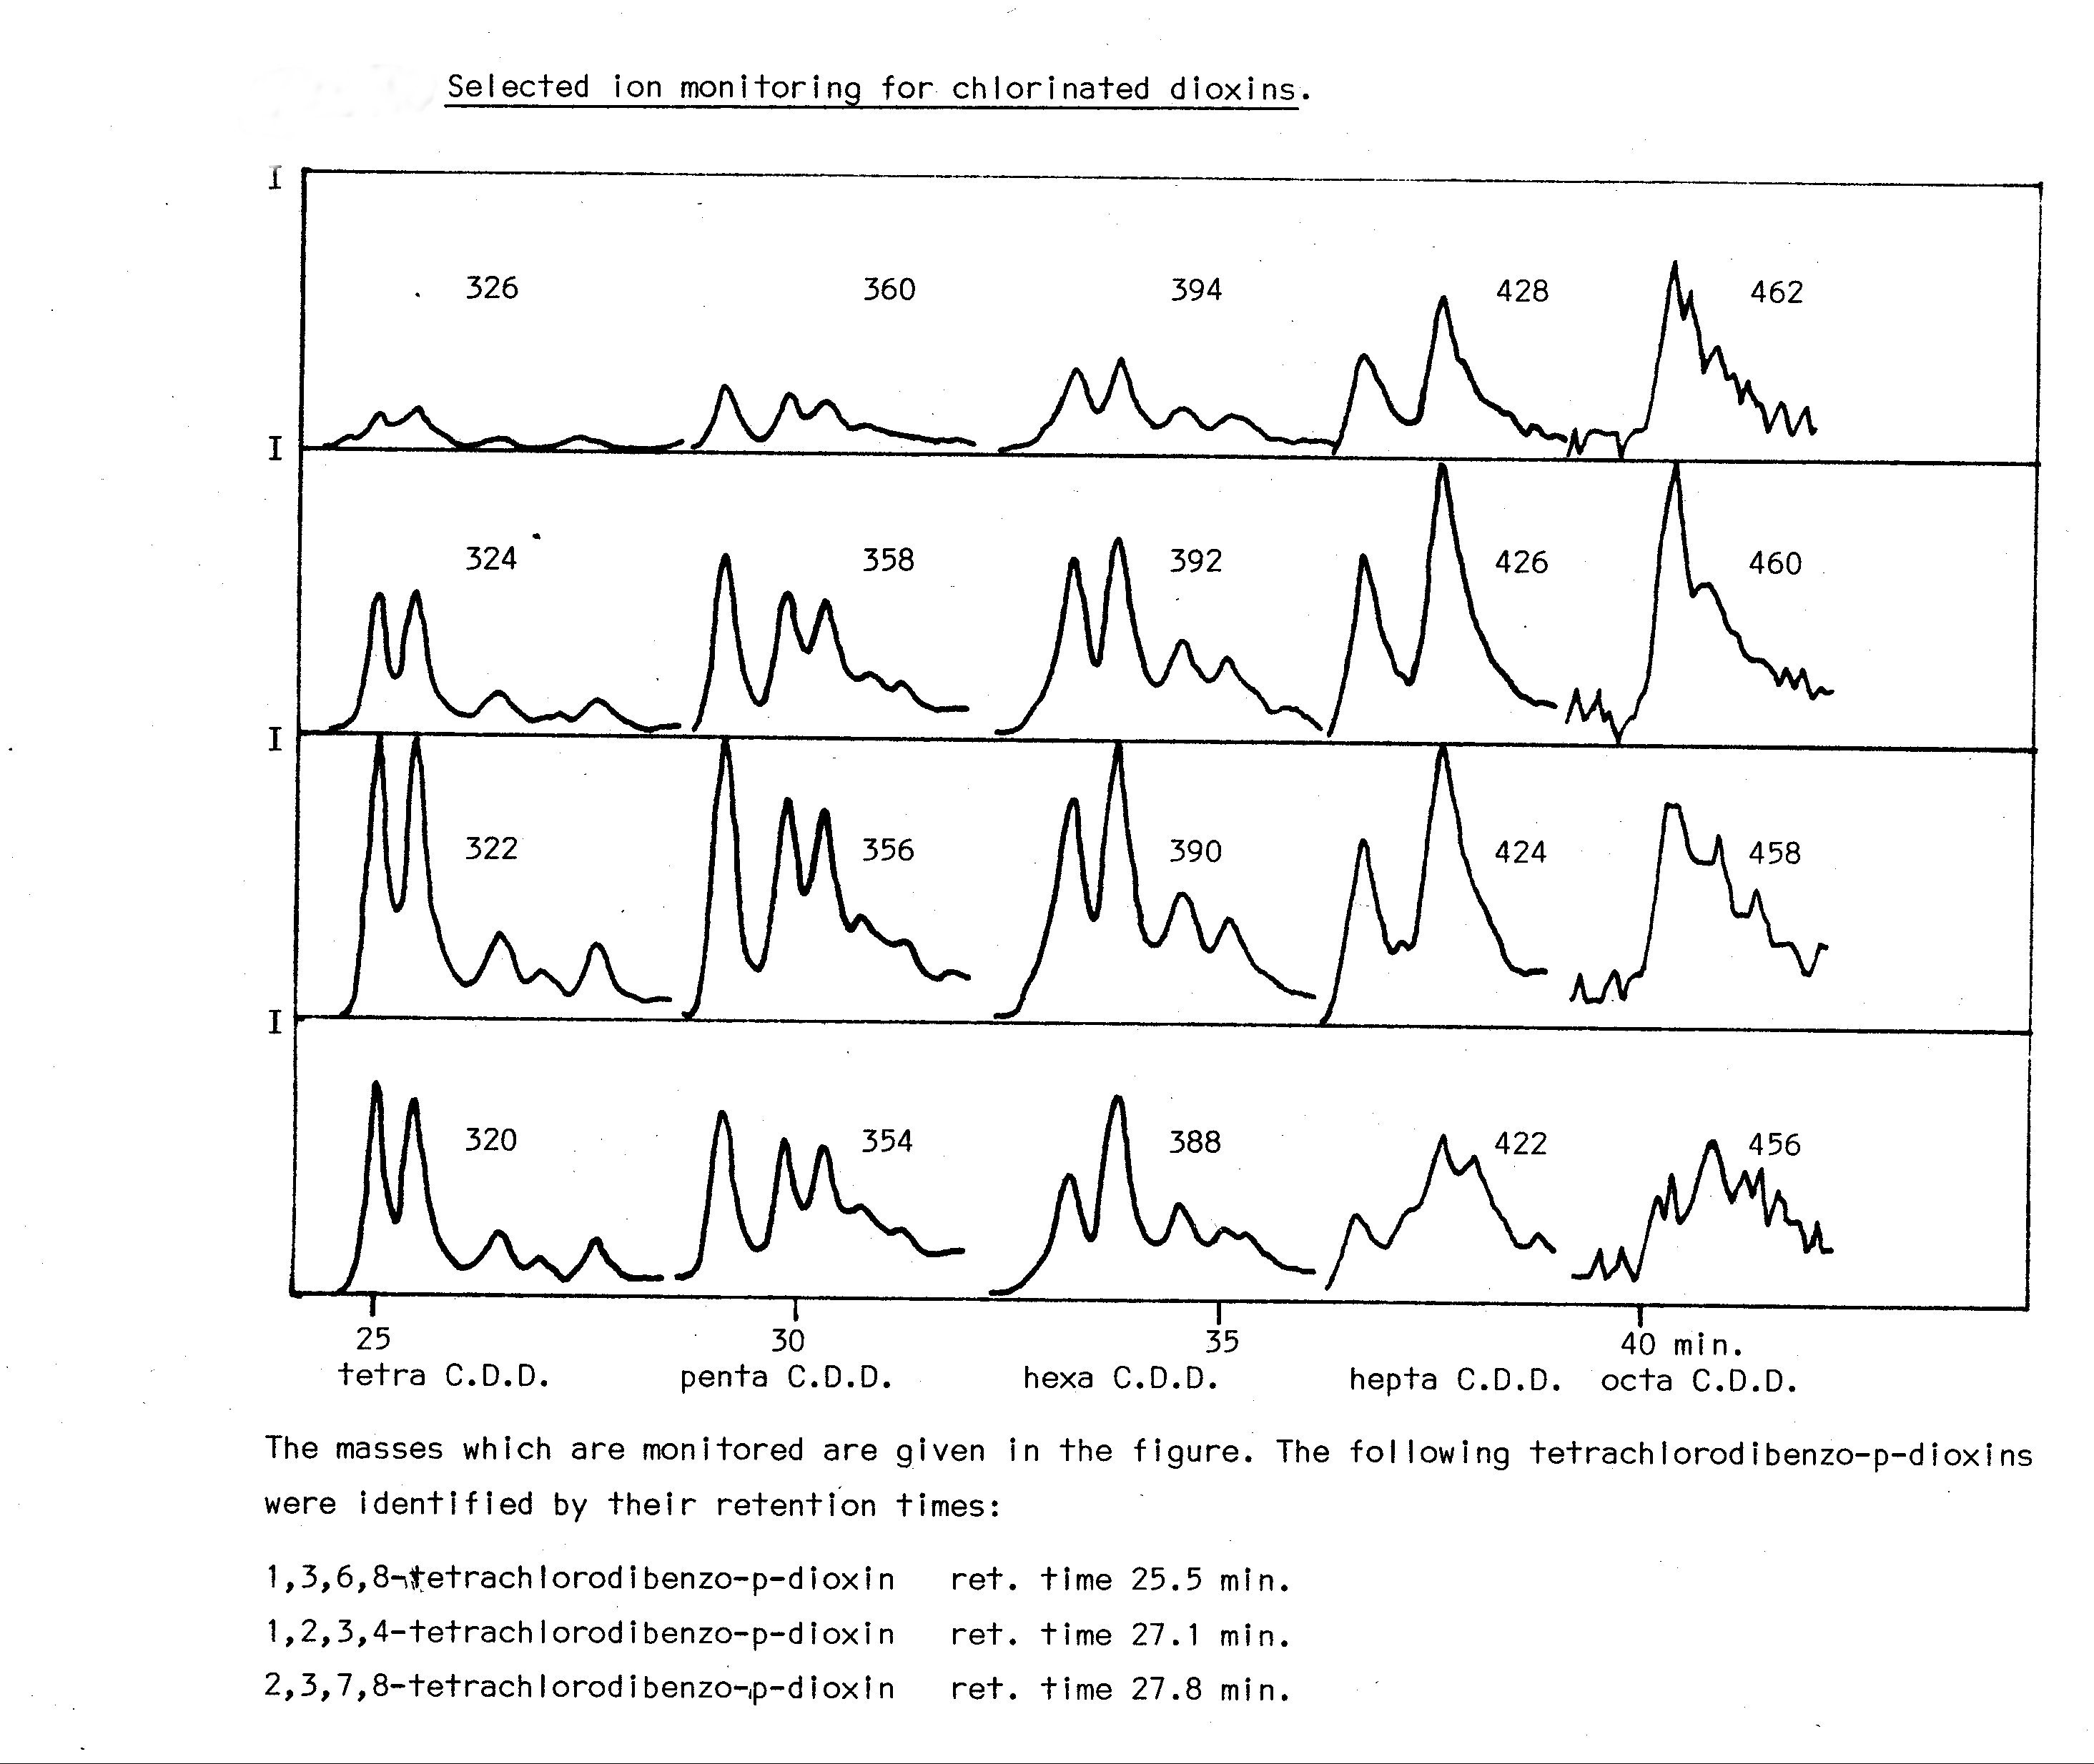 Selected ion monitoring for chlorinated dioxins.
I
326 360 394 428 462
I
324 358 392 426 460
I
322 356 390 424 458
I
320 354 388 422 456
25 30 35 40 min.
tetra C.D.D. penta C.D.D. hexa C.D.D. hepta C.D.D. octa C.D.D.
The masses which are monitored are given in the figure. The following tetrachlorodibenzo-p-dioxins
were identified by their retention times:
1,3,6,8-tetrachlorodibenzo-p-dioxin ret. time 25.5 min.
1,2,3,4-tetrachlorodibenzo-p-dioxin ret. time 27.1 min.
2,3,7,8-tetrachlorodibenzo-p-dioxin ret. time 27.8 min.